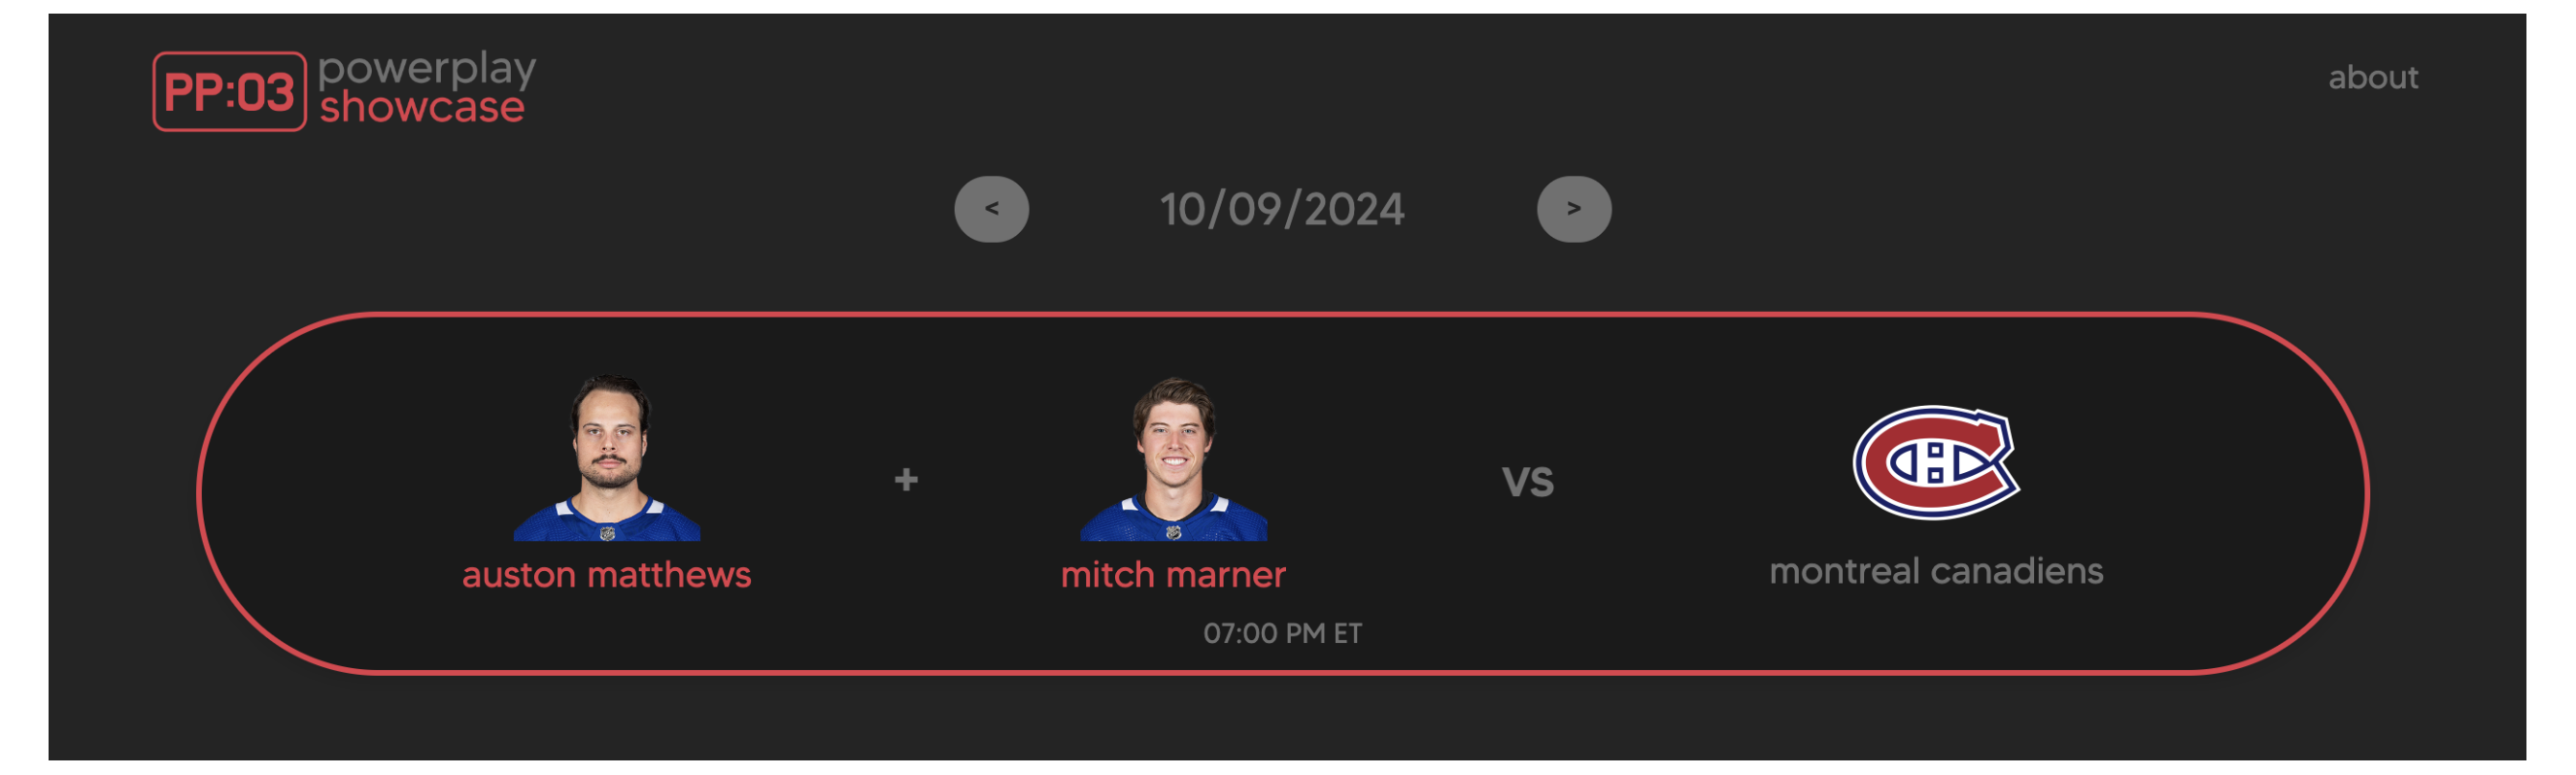 PP:03
powerplay
showcase
about
< 10/09/2024 >
+ vs
auston matthews mitch marner montreal canadiens
07:00 PM ET